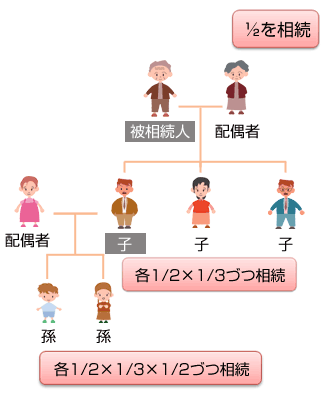 ½を相続
被相続人
配偶者
配偶者
子
子
子
各1/2×1/3づつ相続
孫
孫
各1/2×1/3×1/2づつ相続